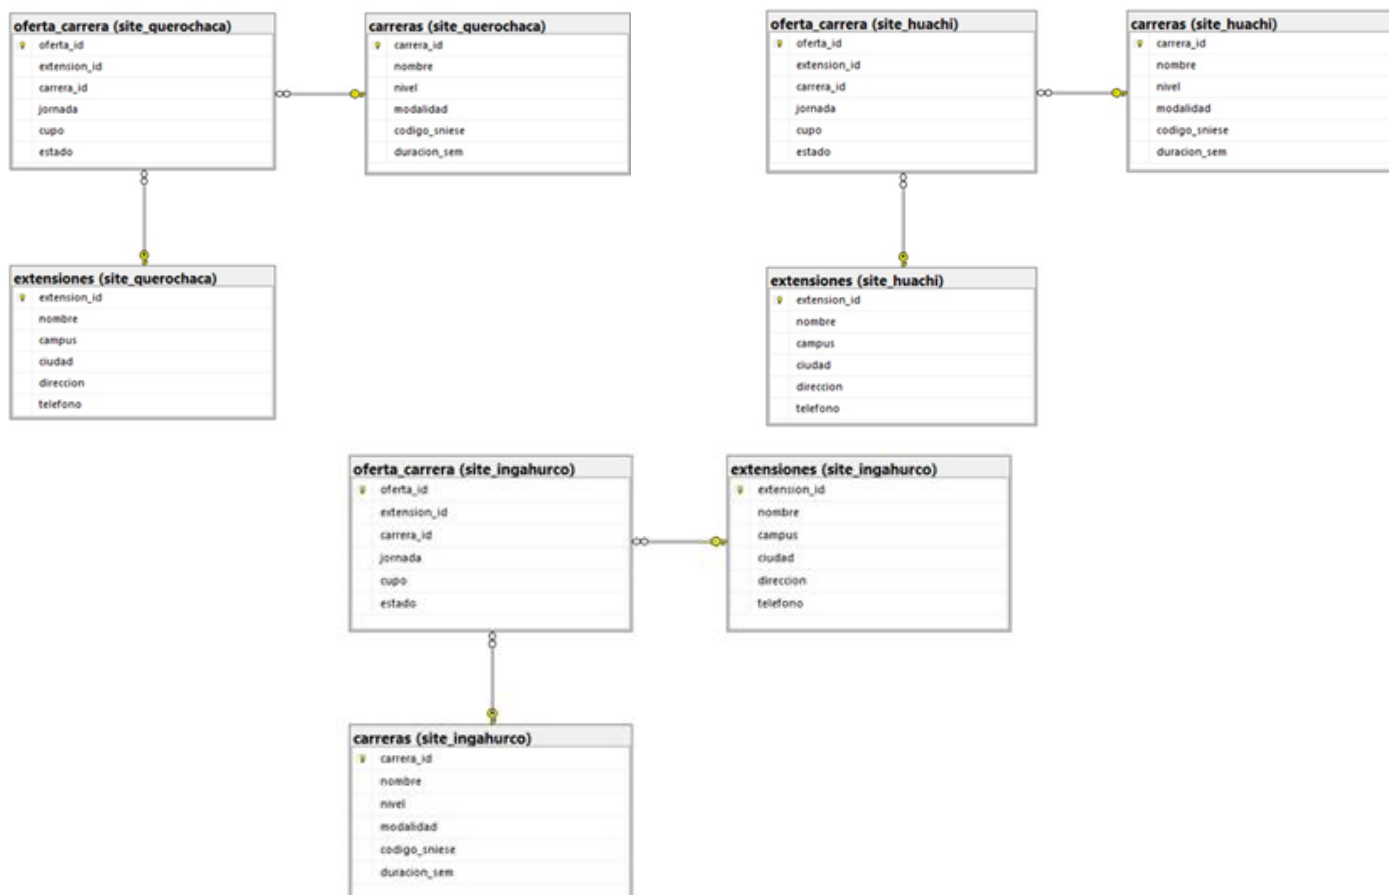 oferta_carrera (site_querochaca)
oferta_id
extension_id
carrera_id
jornada
cupo
estado
carreras (site_querochaca)
carrera_id
nombre
nivel
modalidad
codigo_sniese
duracion_sem
extensiones (site_querochaca)
extension_id
nombre
campus
ciudad
direccion
telefono
oferta_carrera (site_huachi)
oferta_id
extension_id
carrera_id
jornada
cupo
estado
carreras (site_huachi)
carrera_id
nombre
nivel
modalidad
codigo_sniese
duracion_sem
extensiones (site_huachi)
extension_id
nombre
campus
ciudad
direccion
telefono
oferta_carrera (site_ingahurco)
oferta_id
extension_id
carrera_id
jornada
cupo
estado
extensiones (site_ingahurco)
extension_id
nombre
campus
ciudad
direccion
telefono
carreras (site_ingahurco)
carrera_id
nombre
nivel
modalidad
codigo_sniese
duracion_sem